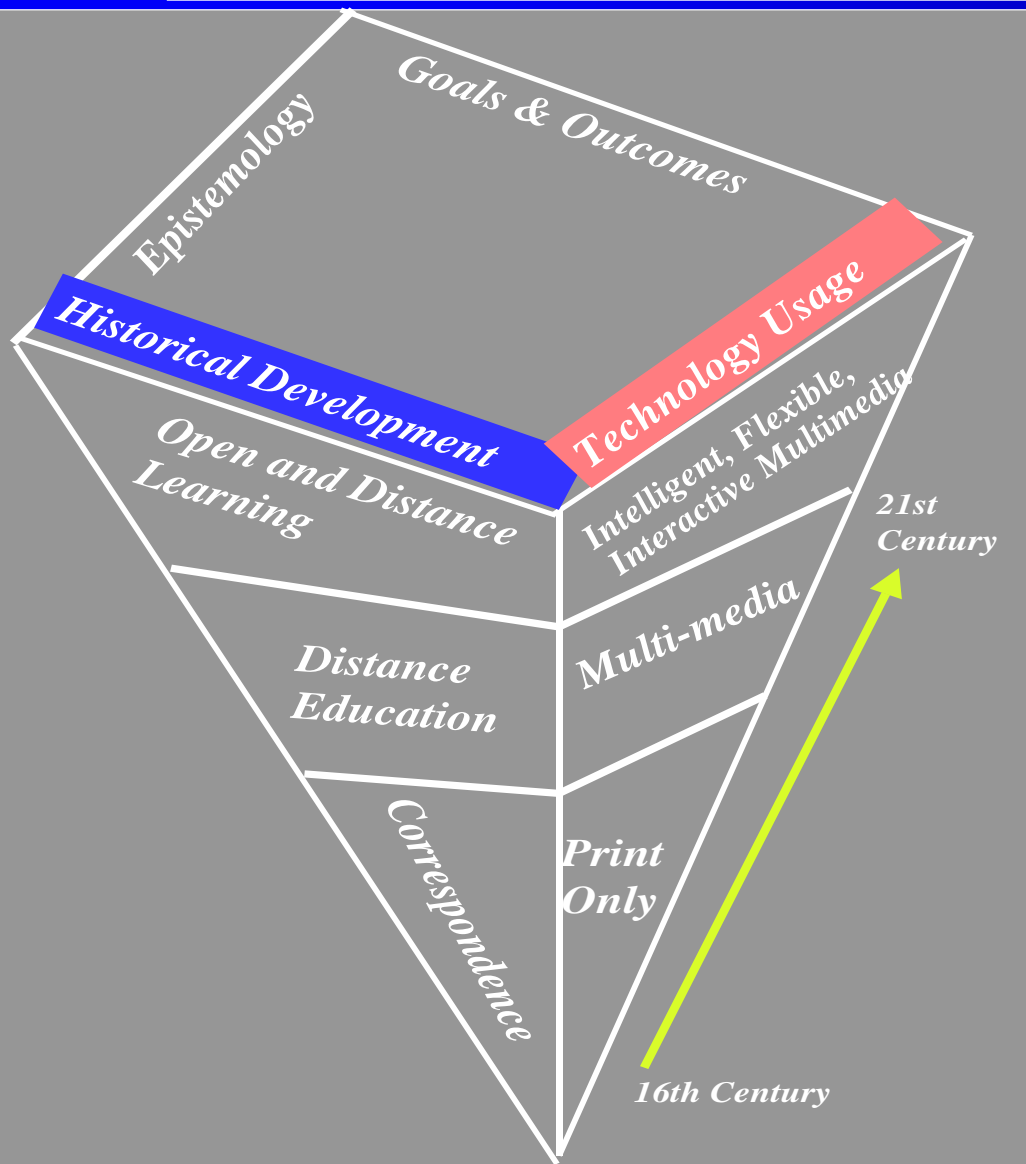 Goals & Outcomes
Epistemology
Historical Development
Technology Usage
Open and Distance
Learning
Intelligent, Flexible,
Interactive Multimedia
21st
Century
Distance
Education
Multi-media
Correspondence
Print
Only
16th Century